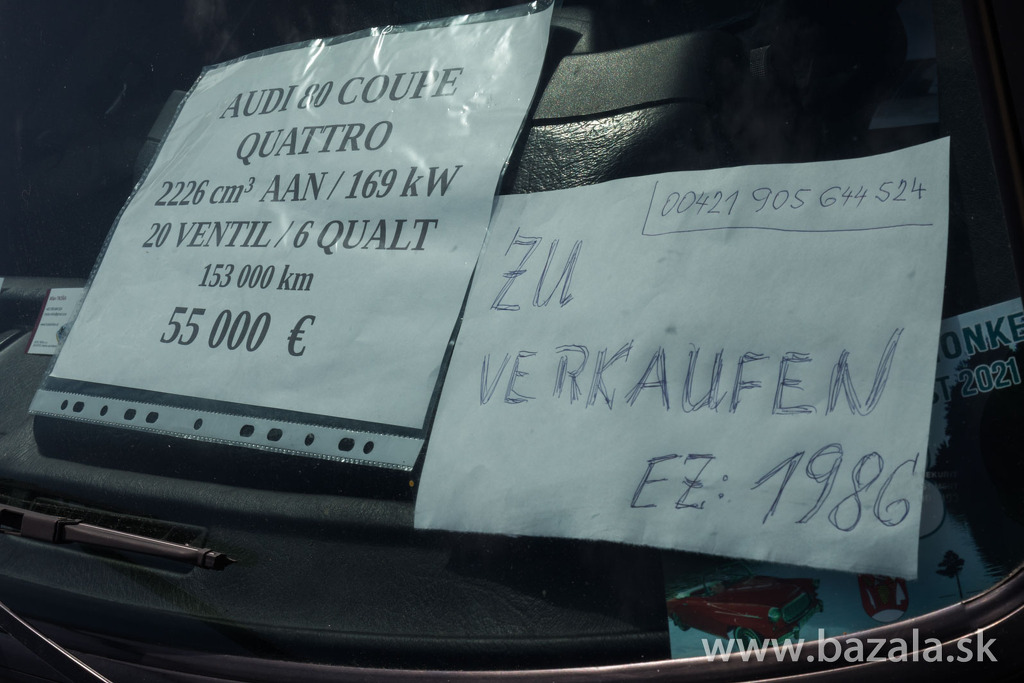 AUDI 80 COUPE
QUATTRO
2226 cm³ AAN / 169 kW
20 VENTIL / 6 QUALT
153 000 km
55 000 €
00421 905 644 524
ZU
VERKAUFEN
EZ: 1986
2021
www.bazala.sk